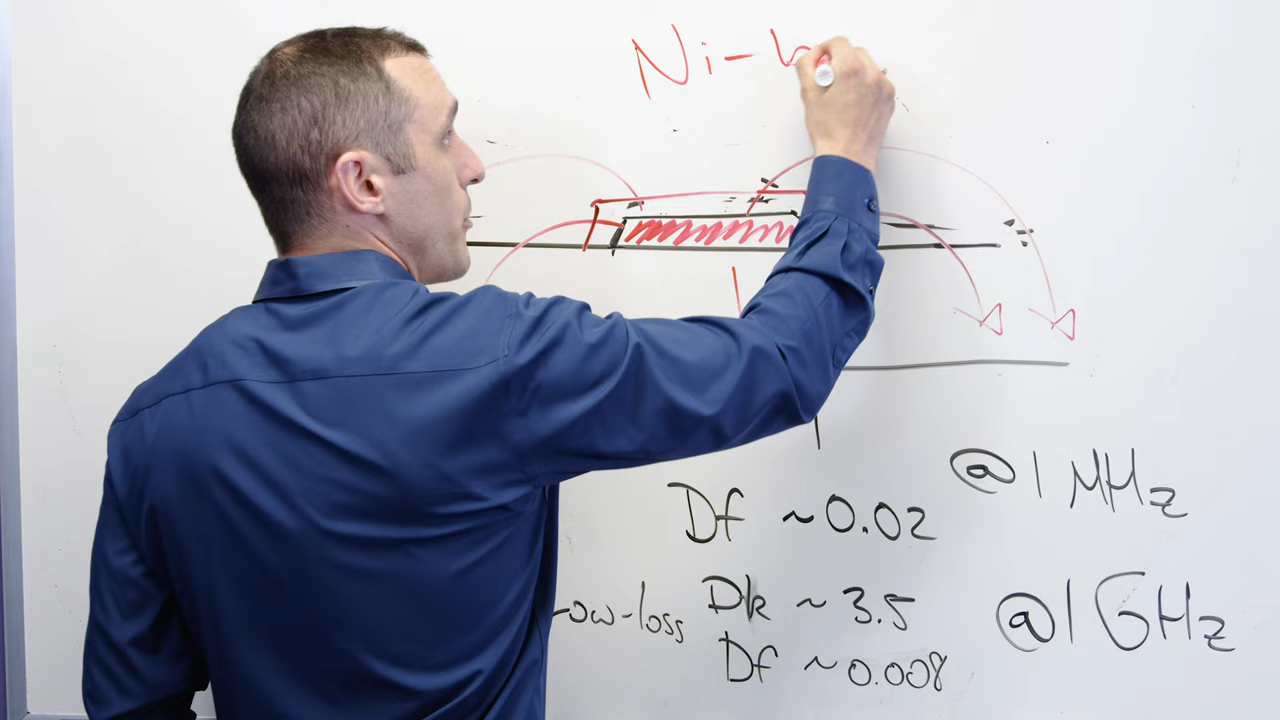 Ni-
Df ~0.02 @1 MHz
ow-loss Dk ~ 3.5 @1 GHz
Df ~0.008